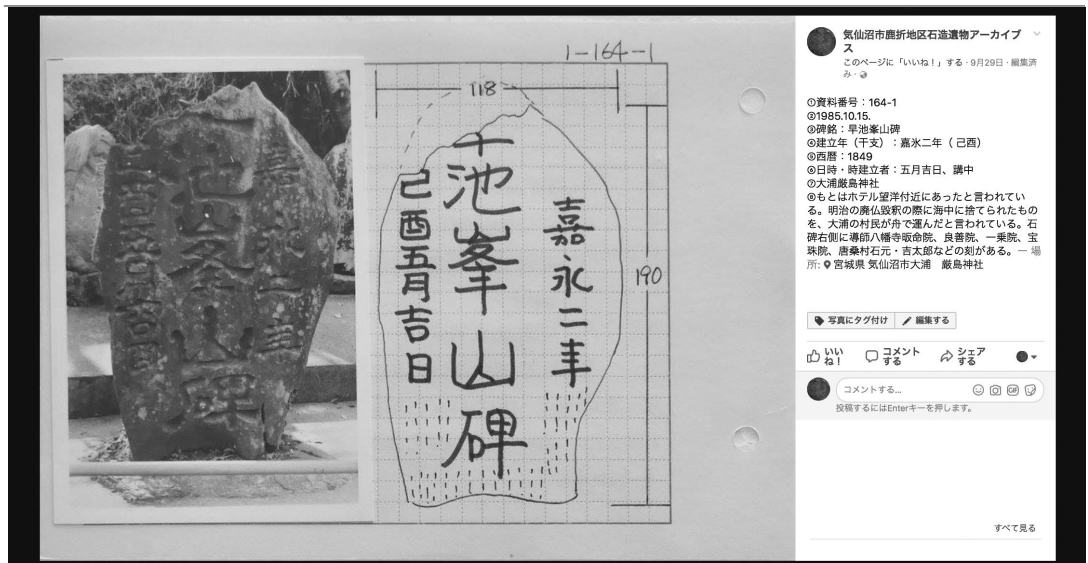 1-164-1
118
190
嘉永二年
十池峯山碑
己酉五月吉日
気仙沼市鹿折地区石造遺物アーカイブ
ス
このページに「いいね！」する · 9月29日 · 編集済
み ·
①資料番号：164-1
②1985.10.15.
③碑銘：早池峯山碑
④建立年（干支）：嘉氷二年（ 己酉）
⑤西暦：1849
⑥日時・時建立者：五月吉日、講中
⑦大浦厳島神社
⑧もとはホテル望洋付近にあったと言われてい
る。明治の廃仏毀釈の際に海中に捨てられたもの
を、大浦の村民が舟で運んだと言われている。石
碑右側に導師八幡寺昄命院、良善院、一乗院、宝
珠院、唐桑村石元・吉太郎などの刻がある。ー 場
所: 宮城県 気仙沼市大浦　厳島神社
写真にタグ付け
編集する
いい
ね！
コメント
する
シェア
する
コメントする...
GIF
投稿するにはEnterキーを押します。
すべて見る